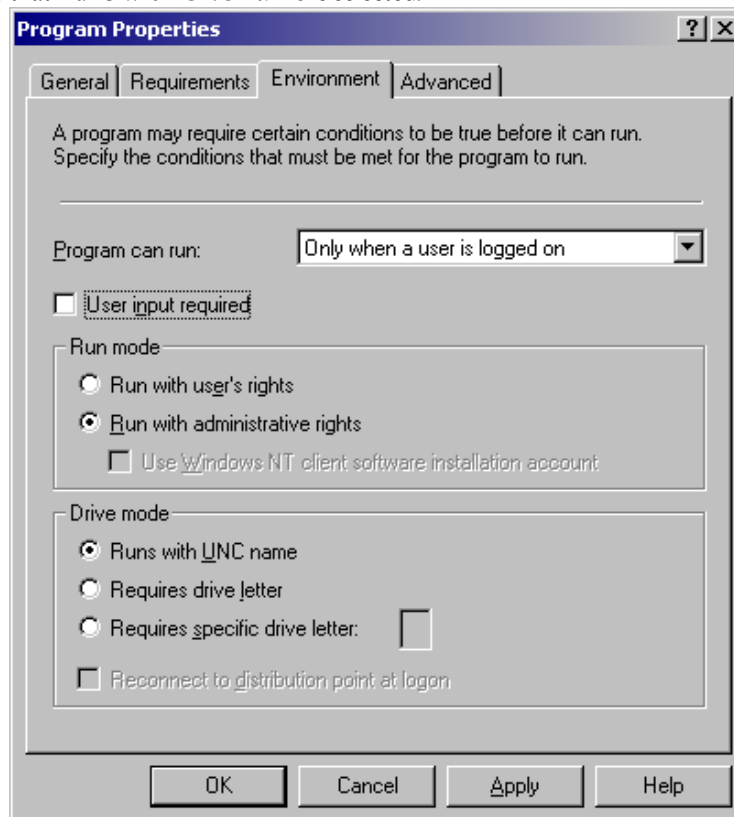 Program Properties
General Requirements Environment Advanced
A program may require certain conditions to be true before it can run.
Specify the conditions that must be met for the program to run.
Program can run: Only when a user is logged on
User input required
Run mode
Run with user's rights
Run with administrative rights
Use Windows NT client software installation account
Drive mode
Runs with UNC name
Requires drive letter
Requires specific drive letter:
Reconnect to distribution point at logon
OK Cancel Apply Help